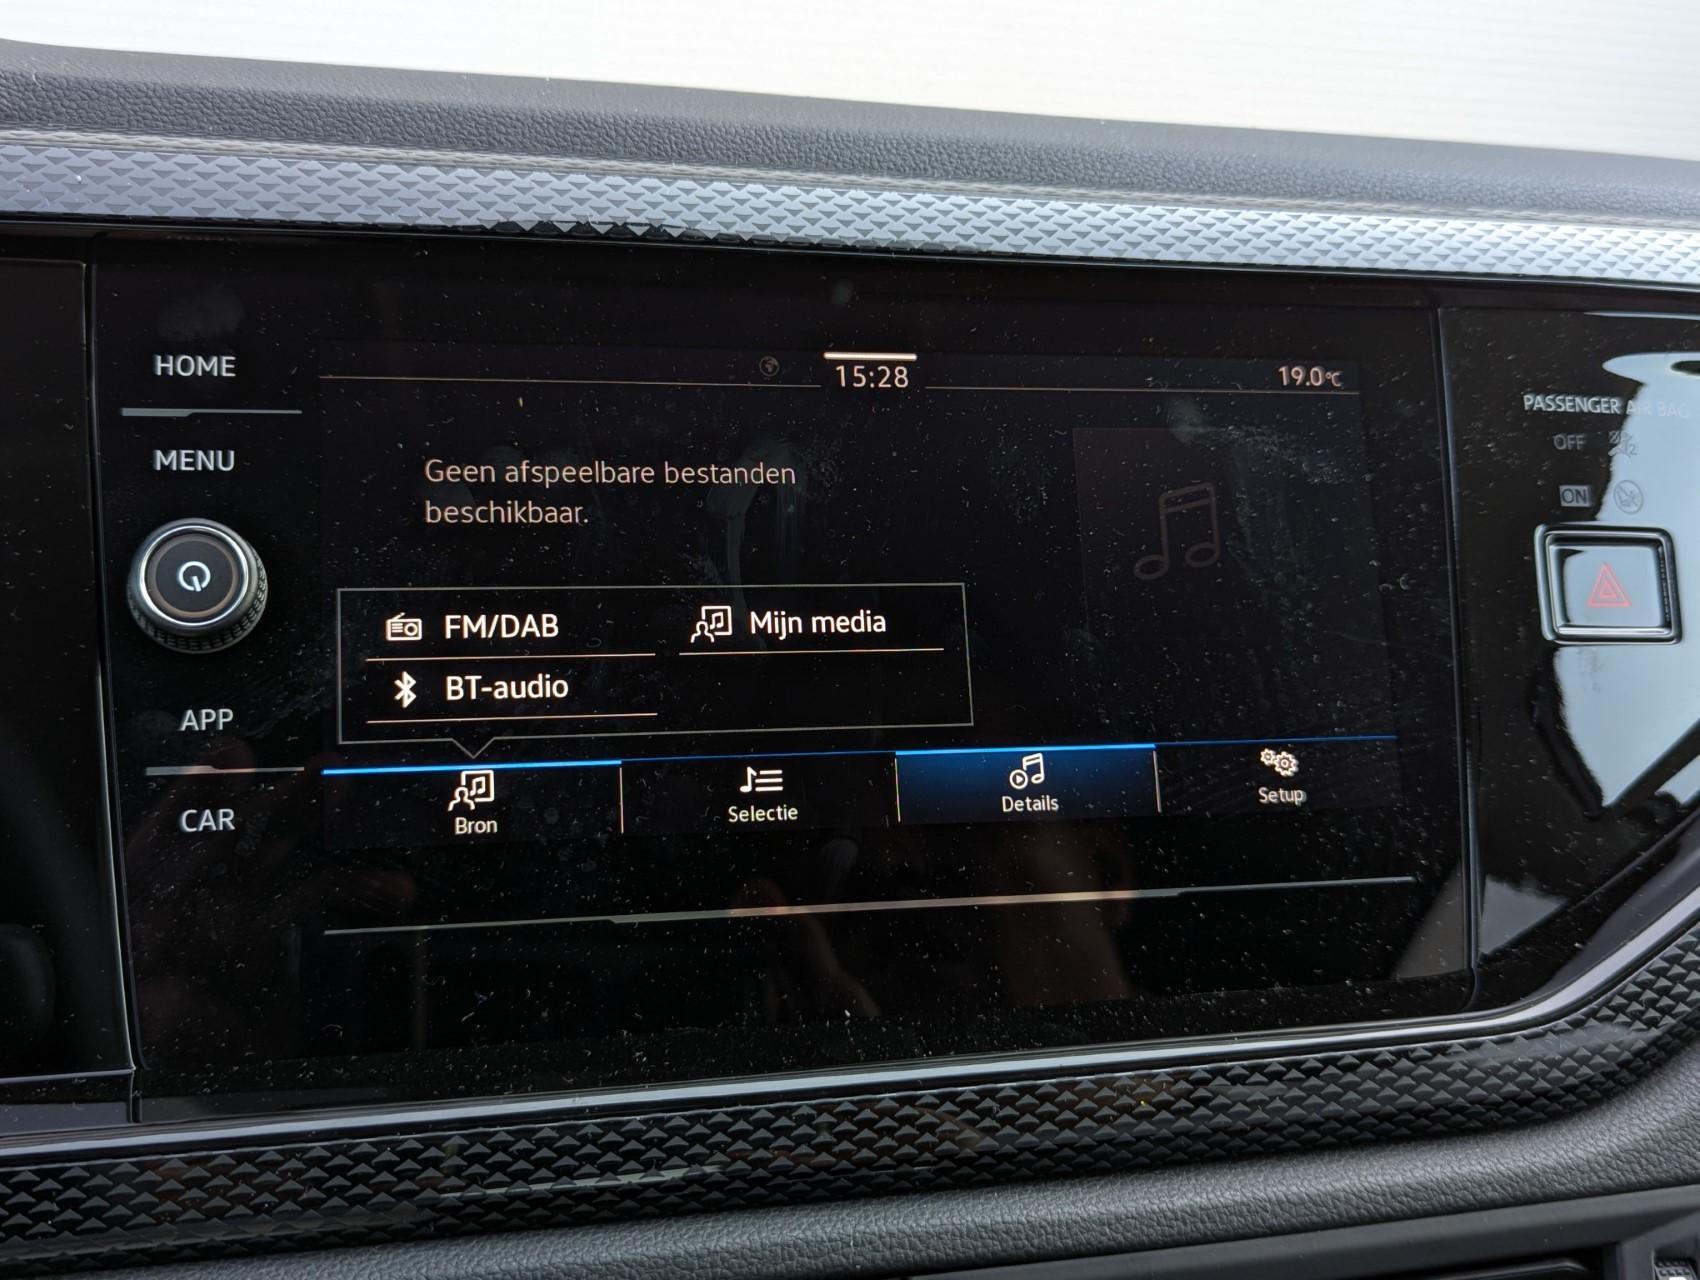 HOME
MENU
APP
CAR
15:28
19.0°C
Geen afspeelbare bestanden
beschikbaar.
FM/DAB
Mijn media
BT-audio
Bron
Selectie
Details
Setup
PASSENGER AIR BAG
OFF
ON